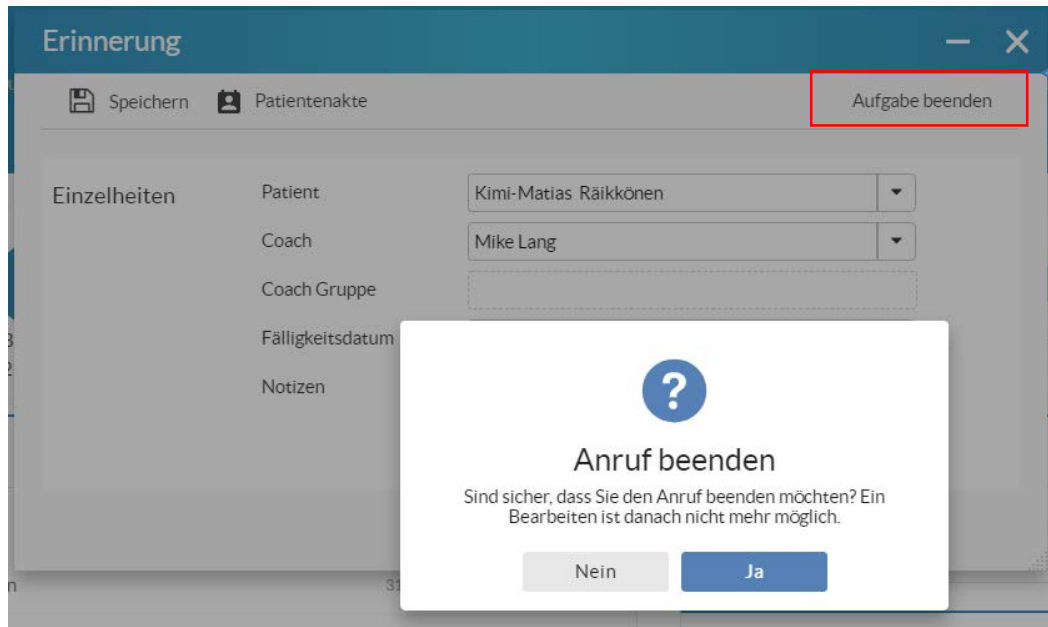 Erinnerung
Speichern Patientenakte Aufgabe beenden
Einzelheiten Patient Kimi-Matias Räikkönen
Coach Mike Lang
Coach Gruppe
Fälligkeitsdatum
Notizen
?
Anruf beenden
Sind sicher, dass Sie den Anruf beenden möchten? Ein
Bearbeiten ist danach nicht mehr möglich.
Nein Ja